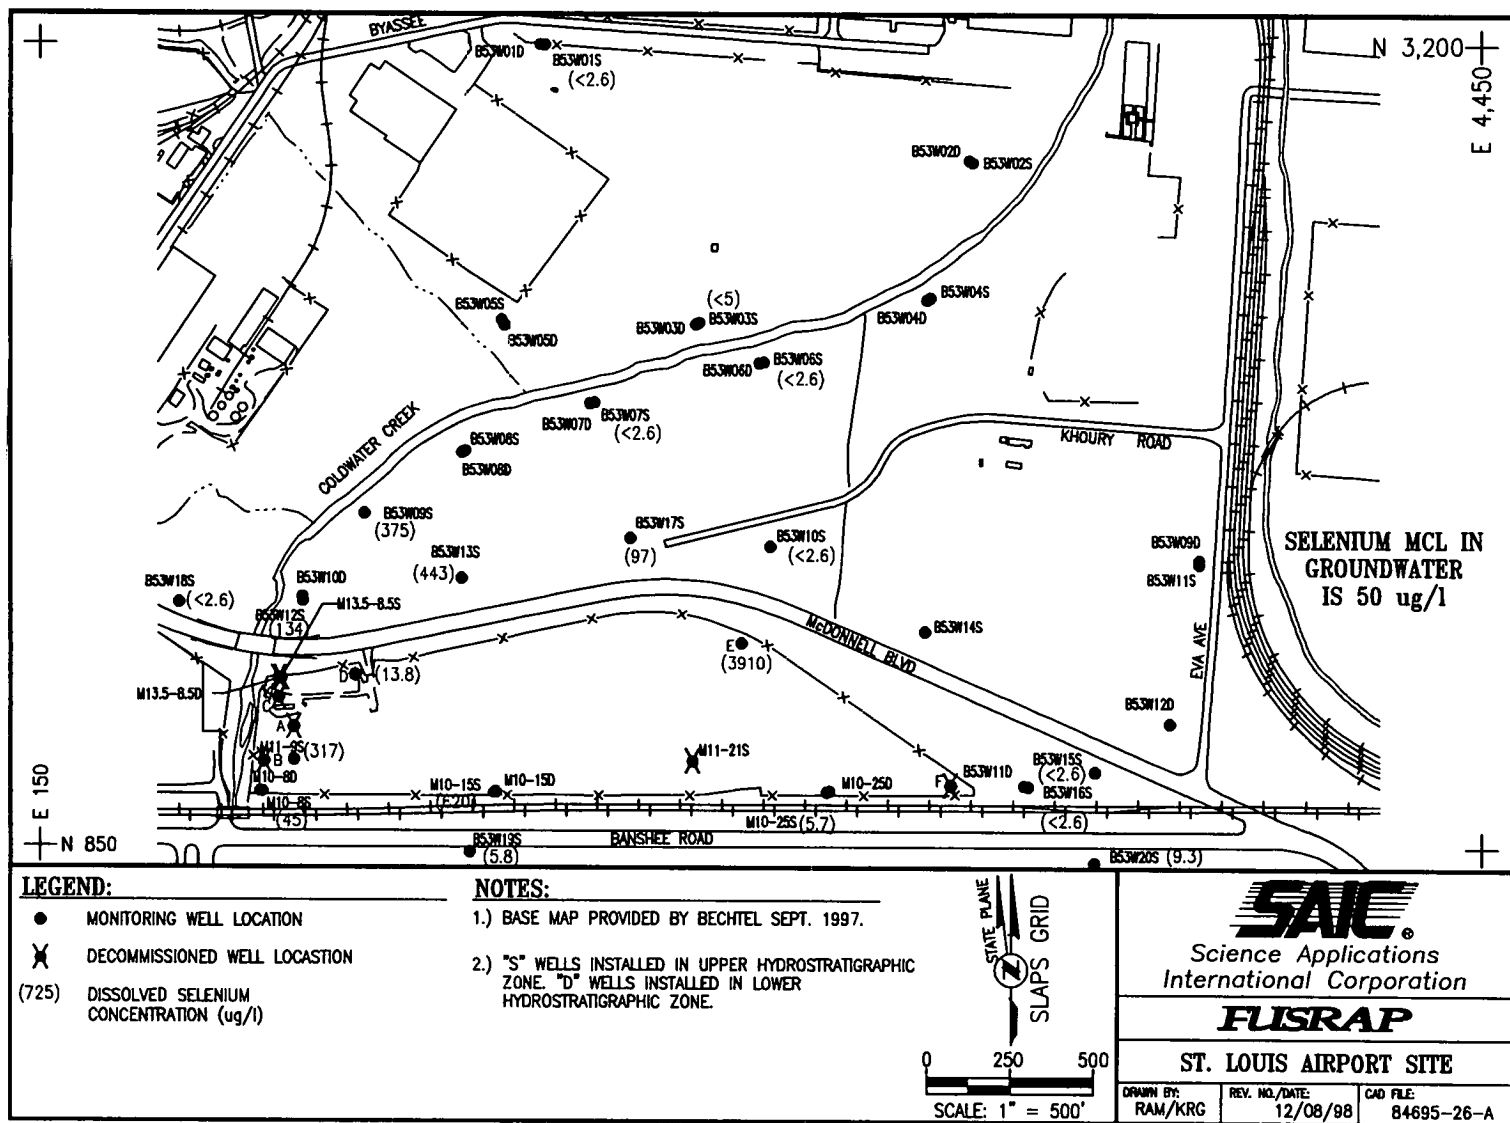 BYASSEE
B53W01D
B53W01S
(<2.6)
N 3,200
E 4,450
B53W02D
B53W02S
B53W05S
B53W05D
(<5)
B53W03D
B53W03S
B53W04S
B53W04D
B53W06D
B53W06S
(<2.6)
B53W07D
B53W07S
(<2.6)
COLDWATER CREEK
B53W08S
B53W08D
KHOURY ROAD
B53W09S
(375)
B53W17S
(97)
B53W10S
(<2.6)
B53W13S
(443)
B53W09D
B53W11S
SELENIUM MCL IN
GROUNDWATER
IS 50 ug/l
B53W18S
(<2.6)
B53W10D
M13.5-8.5S
B53W12S
(134)
McDONNELL BLVD
B53W14S
E
(3910)
EVA AVE
D
(13.8)
M13.5-8.5D
C
A
B53W12D
M11-9S
(317)
B
M11-21S
M10-8D
M10-8S
(45)
M10-15S
M10-15D
M10-25D
F
B53W11D
B53W15S
(<2.6)
B53W16S
(<2.6)
M10-25S (5.7)
E 150
N 850
BANSHEE ROAD
B53W19S
(5.8)
B53W20S (9.3)
LEGEND:
MONITORING WELL LOCATION
DECOMMISSIONED WELL LOCASTION
(725) DISSOLVED SELENIUM
CONCENTRATION (ug/l)
NOTES:
1.) BASE MAP PROVIDED BY BECHTEL SEPT. 1997.
2.) "S" WELLS INSTALLED IN UPPER HYDROSTRATIGRAPHIC
ZONE. "D" WELLS INSTALLED IN LOWER
HYDROSTRATIGRAPHIC ZONE.
STATE PLANE
SLAPS GRID
Z
0 250 500
SCALE: 1" = 500'
SAIC®
Science Applications
International Corporation
FUSRAP
ST. LOUIS AIRPORT SITE
DRAWN BY:
RAM/KRG
REV. NO./DATE:
12/08/98
CAD FILE:
84695-26-A